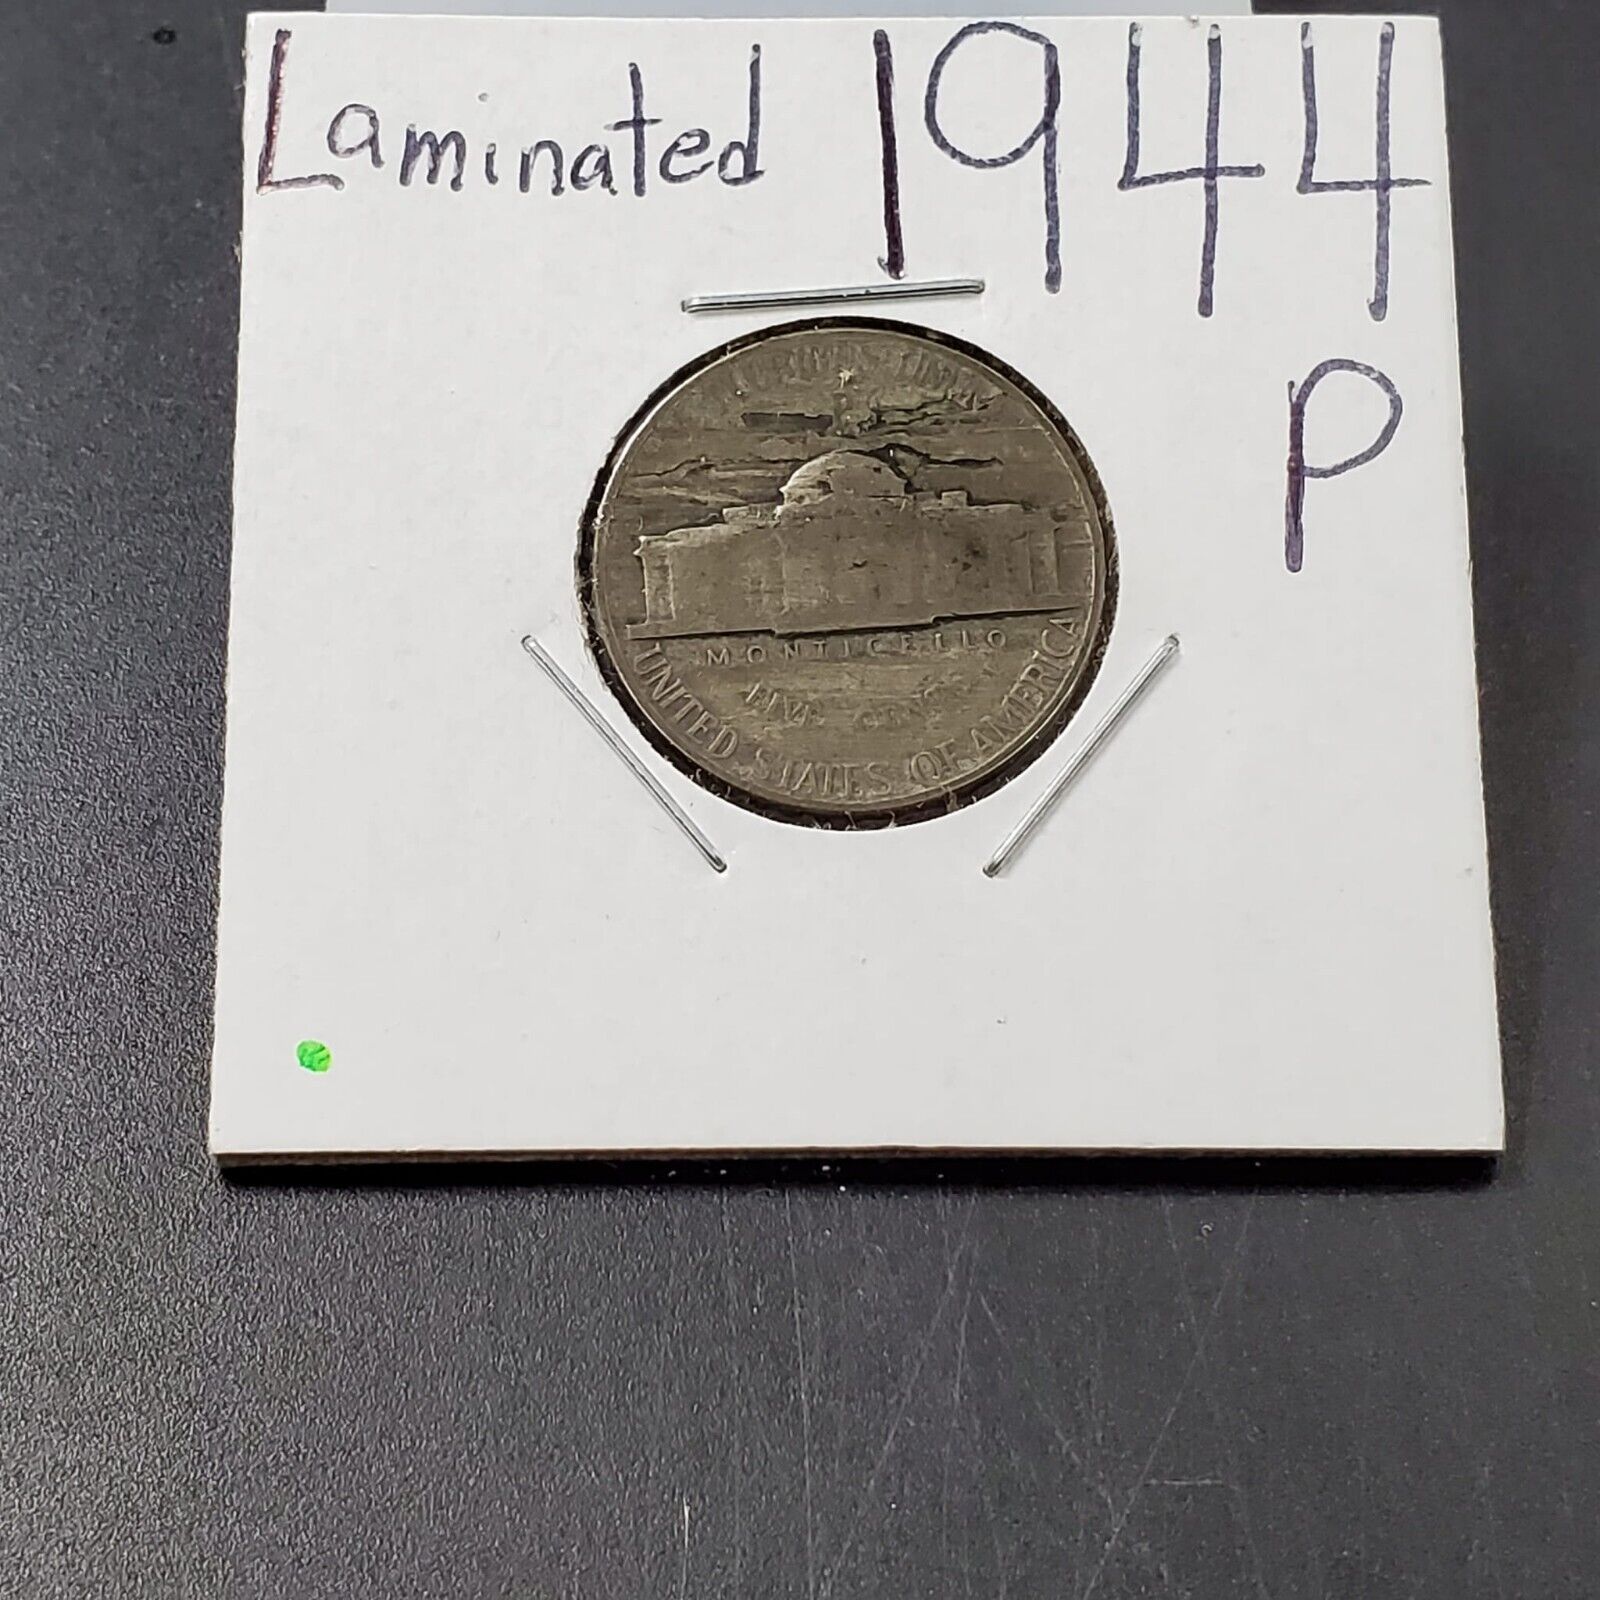 Laminated 1944
P
MONTICELLO
FIVE CENTS
UNITED STATES OF AMERICA